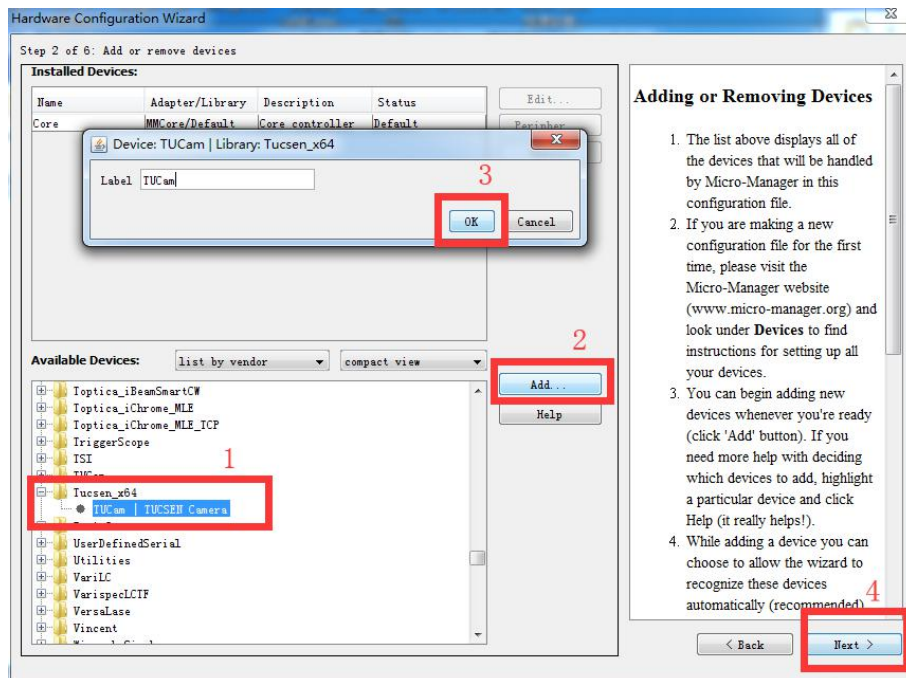 Hardware Configuration Wizard
Step 2 of 6: Add or remove devices
Installed Devices:
Name Adapter/Library Description Status
Core MMCore/Default Core controller Default
Edit...
Peripher
Device: TUCam | Library: Tucsen_x64
Label TUCam
3
OK Cancel
2
Available Devices: list by vendor compact view
Add...
Help
Toptica_iBeamSmartCW
Toptica_iChrome_MLE
Toptica_iChrome_MLE_TCP
TriggerScope
TSI
1
Tucsen_x64
TUCam | TUCSEN Camera
UserDefinedSerial
Utilities
VariLC
VarispecLCTF
VersaLase
Vincent
Adding or Removing Devices
1. The list above displays all of
the devices that will be handled
by Micro-Manager in this
configuration file.
2. If you are making a new
configuration file for the first
time, please visit the
Micro-Manager website
(www.micro-manager.org) and
look under Devices to find
instructions for setting up all
your devices.
3. You can begin adding new
devices whenever you're ready
(click 'Add' button). If you
need more help with deciding
which devices to add, highlight
a particular device and click
Help (it really helps!).
4. While adding a device you can
choose to allow the wizard to
recognize these devices
automatically (recommended)
4
< Back Next >